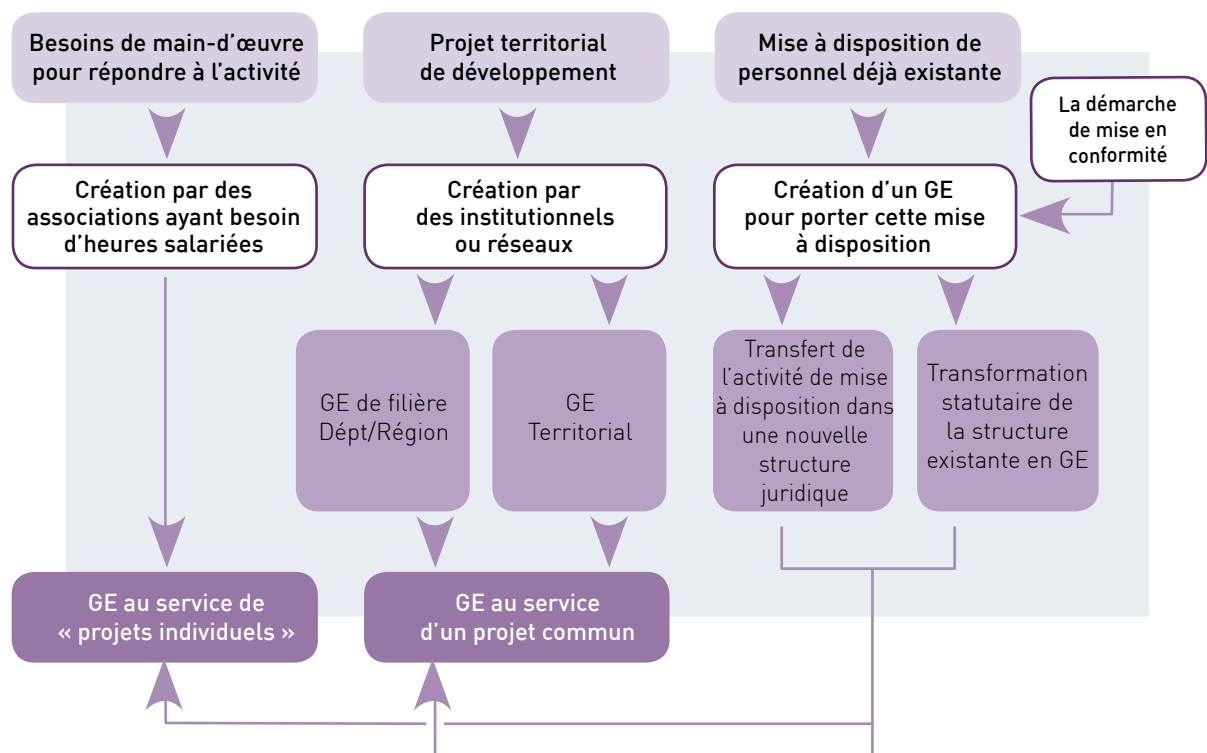 Besoins de main-d'œuvre
pour répondre à l'activité
Projet territorial
de développement
Mise à disposition de
personnel déjà existante
La démarche
de mise en
conformité
Création par des
associations ayant besoin
d'heures salariées
Création par
des institutionnels
ou réseaux
Création d'un GE
pour porter cette mise
à disposition
GE de filière
Dépt/Région
GE
Territorial
Transfert de
l'activité de mise
à disposition dans
une nouvelle
structure
juridique
Transformation
statutaire de
la structure
existante en GE
GE au service de
« projets individuels »
GE au service
d'un projet commun